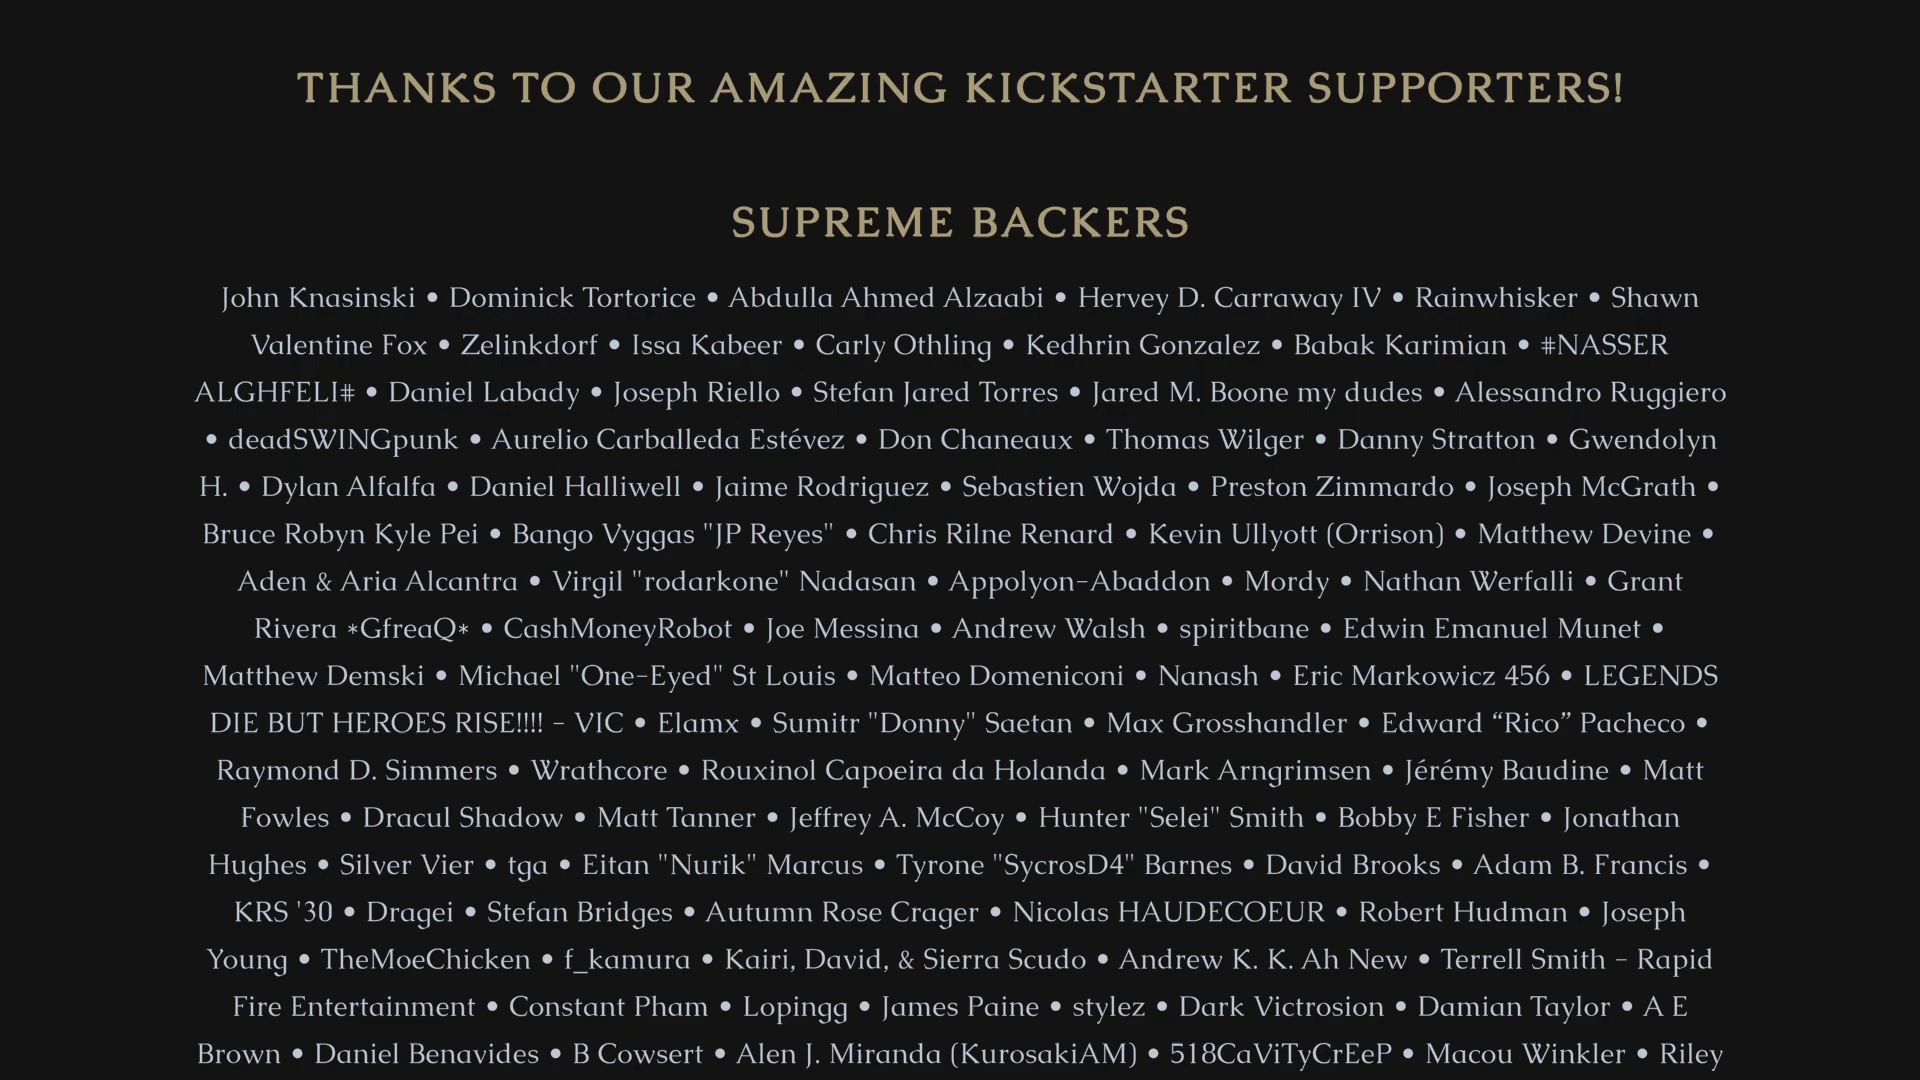 THANKS TO OUR AMAZING KICKSTARTER SUPPORTERS!
SUPREME BACKERS
John Knasinski • Dominick Tortorice • Abdulla Ahmed Alzaabi • Hervey D. Carraway IV • Rainwhisker • Shawn
Valentine Fox • Zelinkdorf • Issa Kabeer • Carly Othling • Kedhrin Gonzalez • Babak Karimian • #NASSER
ALGHFELI# • Daniel Labady • Joseph Riello • Stefan Jared Torres • Jared M. Boone my dudes • Alessandro Ruggiero
• deadSWINGpunk • Aurelio Carballeda Estévez • Don Chaneaux • Thomas Wilger • Danny Stratton • Gwendolyn
H. • Dylan Alfalfa • Daniel Halliwell • Jaime Rodriguez • Sebastien Wojda • Preston Zimmardo • Joseph McGrath •
Bruce Robyn Kyle Pei • Bango Vyggas "JP Reyes" • Chris Rilne Renard • Kevin Ullyott (Orrison) • Matthew Devine •
Aden & Aria Alcantra • Virgil "rodarkone" Nadasan • Appolyon-Abaddon • Mordy • Nathan Werfalli • Grant
Rivera *GfreaQ* • CashMoneyRobot • Joe Messina • Andrew Walsh • spiritbane • Edwin Emanuel Munet •
Matthew Demski • Michael "One-Eyed" St Louis • Matteo Domeniconi • Nanash • Eric Markowicz 456 • LEGENDS
DIE BUT HEROES RISE!!!! - VIC • Elamx • Sumitr "Donny" Saetan • Max Grosshandler • Edward “Rico” Pacheco •
Raymond D. Simmers • Wrathcore • Rouxinol Capoeira da Holanda • Mark Arngrimsen • Jérémy Baudine • Matt
Fowles • Dracul Shadow • Matt Tanner • Jeffrey A. McCoy • Hunter "Selei" Smith • Bobby E Fisher • Jonathan
Hughes • Silver Vier • tga • Eitan "Nurik" Marcus • Tyrone "SycrosD4" Barnes • David Brooks • Adam B. Francis •
KRS '30 • Dragei • Stefan Bridges • Autumn Rose Crager • Nicolas HAUDECOEUR • Robert Hudman • Joseph
Young • TheMoeChicken • f_kamura • Kairi, David, & Sierra Scudo • Andrew K. K. Ah New • Terrell Smith - Rapid
Fire Entertainment • Constant Pham • Lopingg • James Paine • stylez • Dark Victrosion • Damian Taylor • A E
Brown • Daniel Benavides • B Cowsert • Alen J. Miranda (KurosakiAM) • 518CaViTyCrEeP • Macou Winkler • Riley